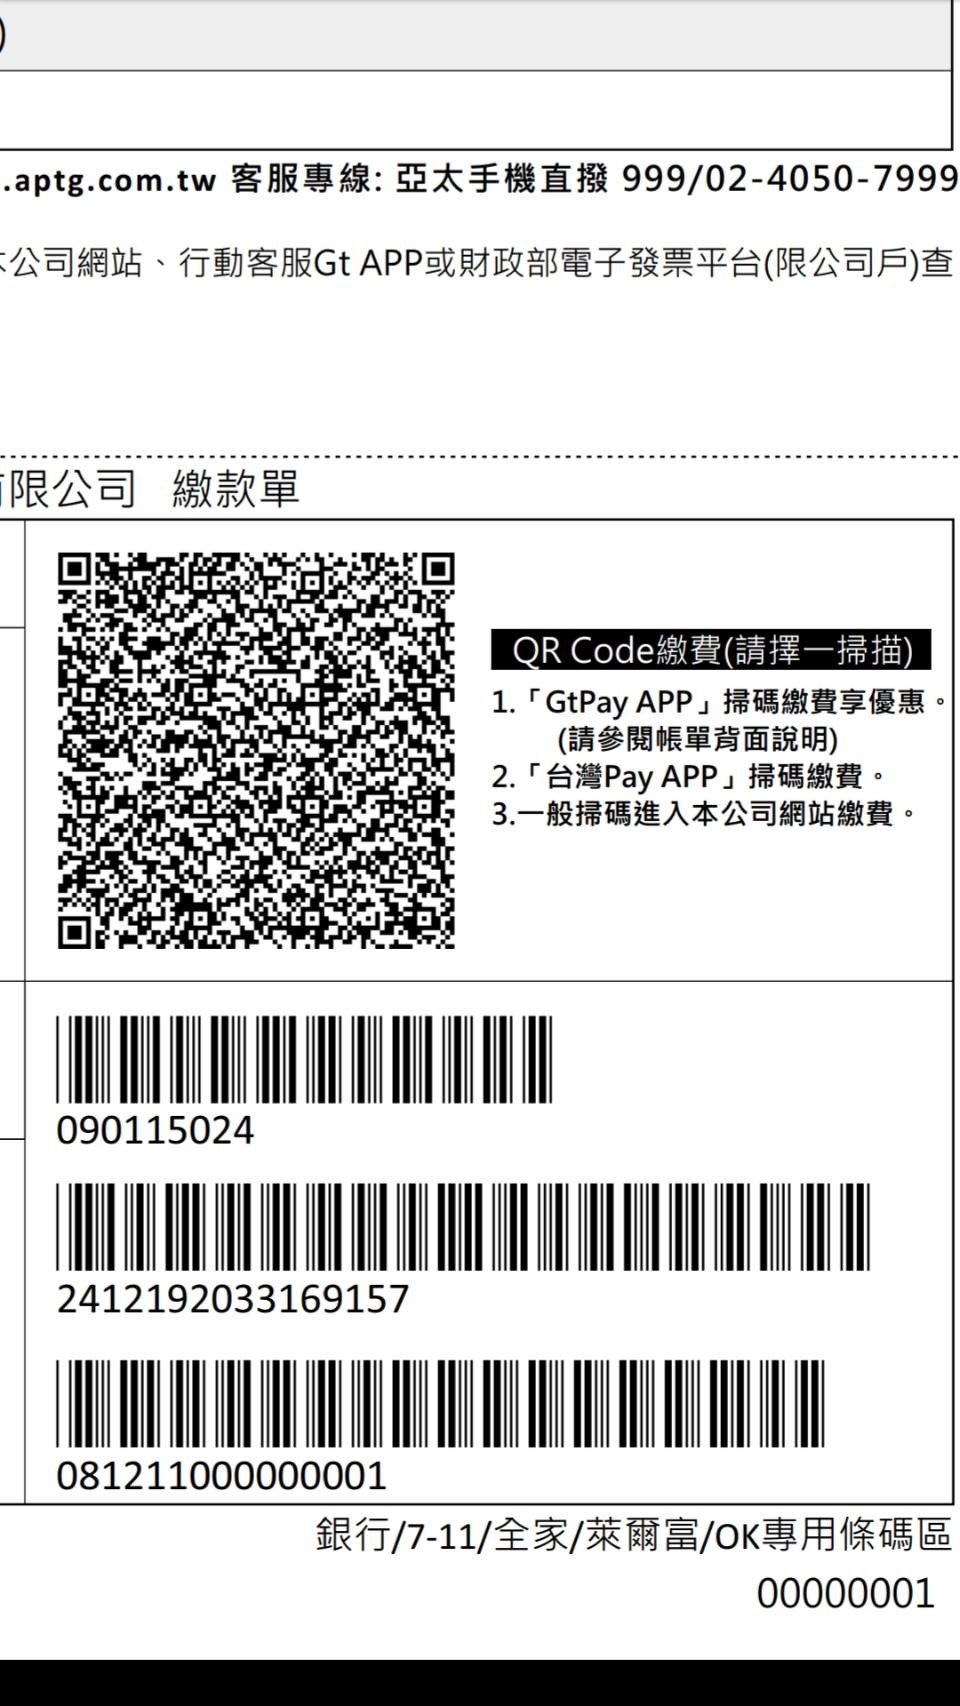 )
.aptg.com.tw 客服專線: 亞太手機直撥 999/02-4050-7999
公司網站、行動客服Gt APP或財政部電子發票平台(限公司戶)查
限公司 繳款單
QR Code繳費(請擇一掃描)
1.「GtPay APP」掃碼繳費享優惠。
(請參閱帳單背面說明)
2.「台灣Pay APP」掃碼繳費。
3.一般掃碼進入本公司網站繳費。
090115024
2412192033169157
081211000000001
銀行/7-11/全家/萊爾富/OK專用條碼區
00000001